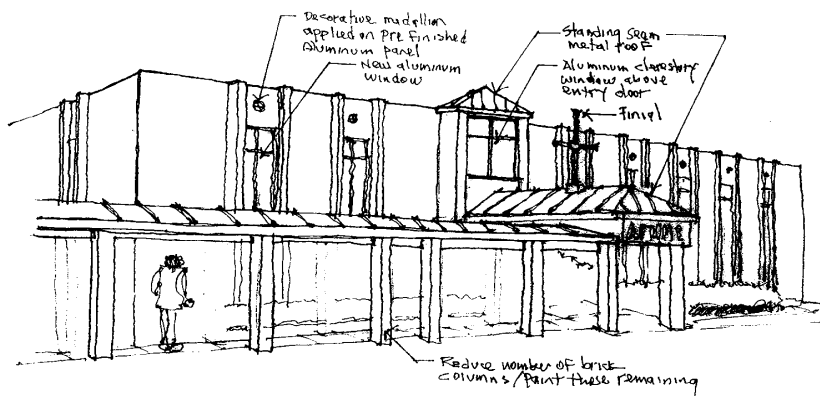 Decorative medallion
applied on Pre finished
Aluminum panel
New aluminum
window
Standing seam
metal roof
Aluminum clerestory
window above
entry door
Finial
Reduce number of brick
columns/Paint these remaining